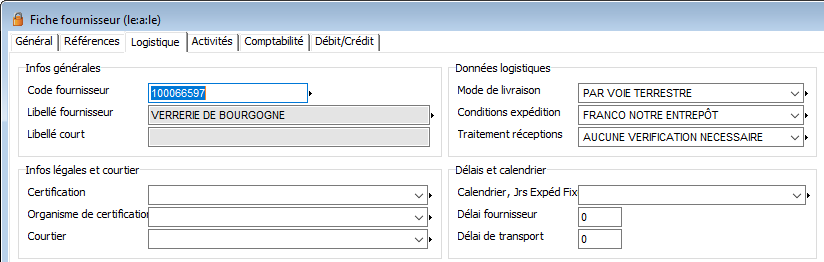 Fiche fournisseur (le:a:le)
Général Références Logistique Activités Comptabilité Débit/Crédit
Infos générales
Code fournisseur 100066597
Libellé fournisseur VERRERIE DE BOURGOGNE
Libellé court
Données logistiques
Mode de livraison PAR VOIE TERRESTRE
Conditions expédition FRANCO NOTRE ENTREPÔT
Traitement réceptions AUCUNE VERIFICATION NECESSAIRE
Infos légales et courtier
Certification
Organisme de certification
Courtier
Délais et calendrier
Calendrier, Jrs Expéd Fix
Délai fournisseur 0
Délai de transport 0